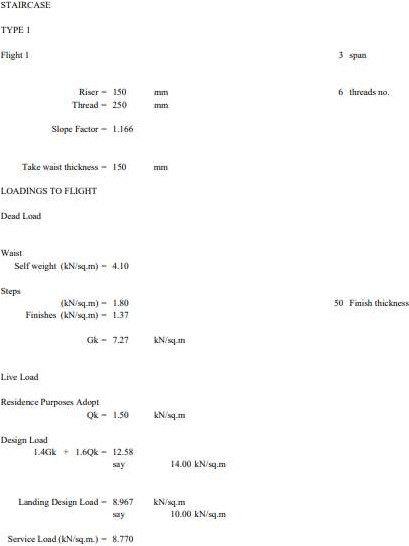 STAIRCASE
TYPE 1
Flight 1 3 span
Riser = 150 mm 6 threads no.
Thread = 250 mm
Slope Factor = 1.166
Take waist thickness = 150 mm
LOADINGS TO FLIGHT
Dead Load
Waist
Self weight (kN/sq.m) = 4.10
Steps
(kN/sq.m) = 1.80 50 Finish thickness
Finishes (kN/sq.m) = 1.37
Gk = 7.27 kN/sq.m
Live Load
Residence Purposes Adopt
Qk = 1.50 kN/sq.m
Design Load
1.4Gk + 1.6Qk = 12.58
say 14.00 kN/sq.m
Landing Design Load = 8.967 kN/sq.m
say 10.00 kN/sq.m
Service Load (kN/sq.m.) = 8.770